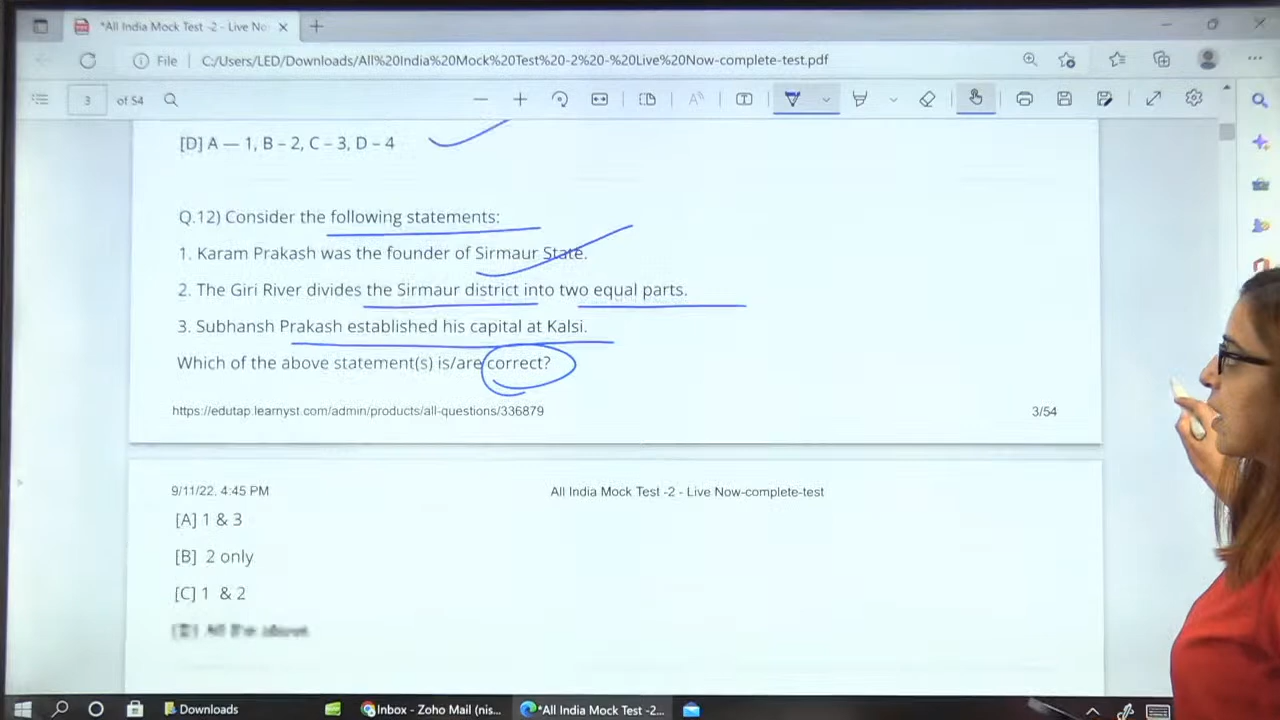 *All India Mock Test -2 - Live No
File
C:/Users/LED/Downloads/All%20India%20Mock%20Test%20-2%20-%20Live%20Now-complete-test.pdf
3 of 54
[D] A — 1, B – 2, C – 3, D – 4
Q.12) Consider the following statements:
1. Karam Prakash was the founder of Sirmaur State.
2. The Giri River divides the Sirmaur district into two equal parts.
3. Subhansh Prakash established his capital at Kalsi.
Which of the above statement(s) is/are correct?
https://edutap.learnyst.com/admin/products/all-questions/336879 3/54
9/11/22, 4:45 PM All India Mock Test -2 - Live Now-complete-test
[A] 1 & 3
[B] 2 only
[C] 1 & 2
[D] All the above
Downloads
Inbox - Zoho Mail (nis...
*All India Mock Test -2...